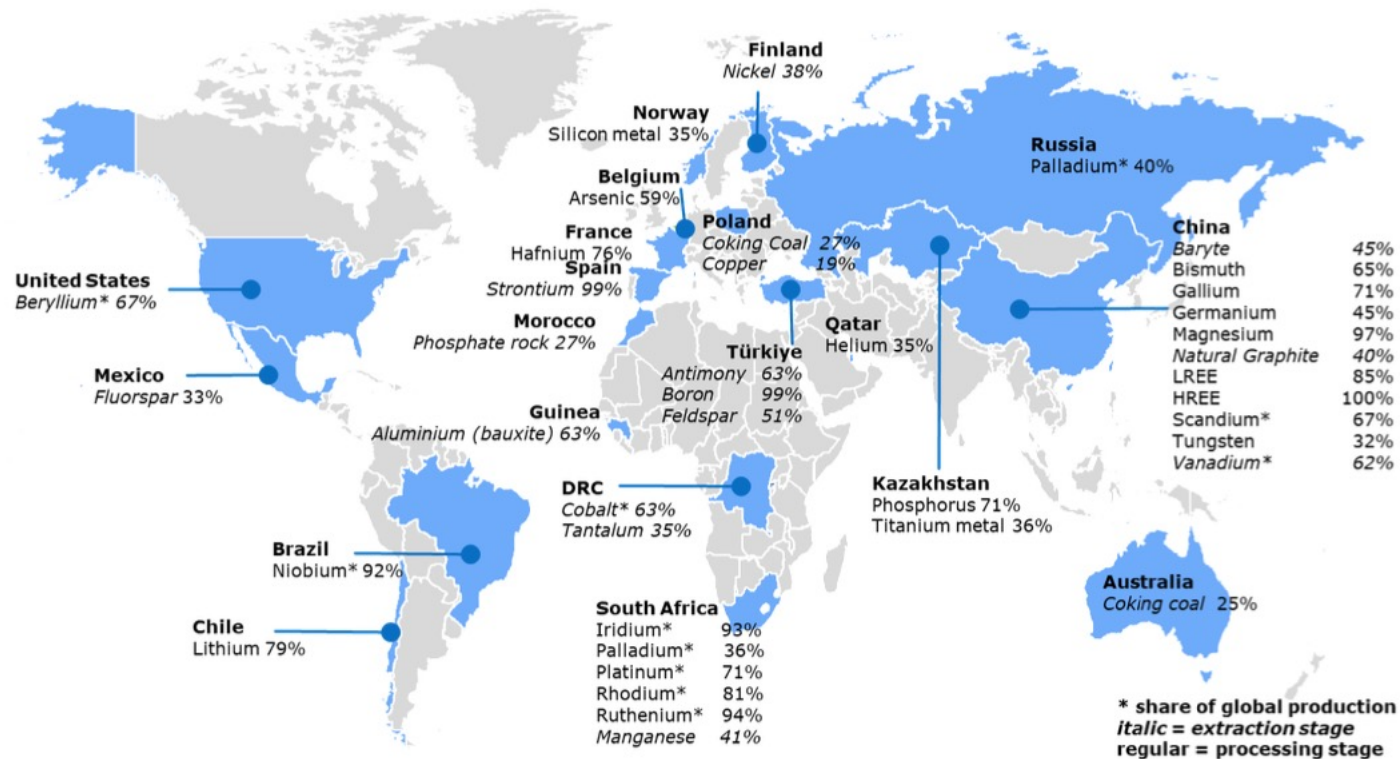 Finland
Nickel 38%
Norway
Silicon metal 35%
Russia
Palladium* 40%
Belgium
Arsenic 59%
Poland
Coking Coal 27%
Copper 19%
France
Hafnium 76%
Spain
Strontium 99%
China
Baryte 45%
Bismuth 65%
Gallium 71%
Germanium 45%
Magnesium 97%
Natural Graphite 40%
LREE 85%
HREE 100%
Scandium* 67%
Tungsten 32%
Vanadium* 62%
United States
Beryllium* 67%
Morocco
Phosphate rock 27%
Qatar
Helium 35%
Türkiye
Antimony 63%
Boron 99%
Feldspar 51%
Mexico
Fluorspar 33%
Guinea
Aluminium (bauxite) 63%
DRC
Cobalt* 63%
Tantalum 35%
Kazakhstan
Phosphorus 71%
Titanium metal 36%
Brazil
Niobium* 92%
Australia
Coking coal 25%
Chile
Lithium 79%
South Africa
Iridium* 93%
Palladium* 36%
Platinum* 71%
Rhodium* 81%
Ruthenium* 94%
Manganese 41%
* share of global production
italic = extraction stage
regular = processing stage